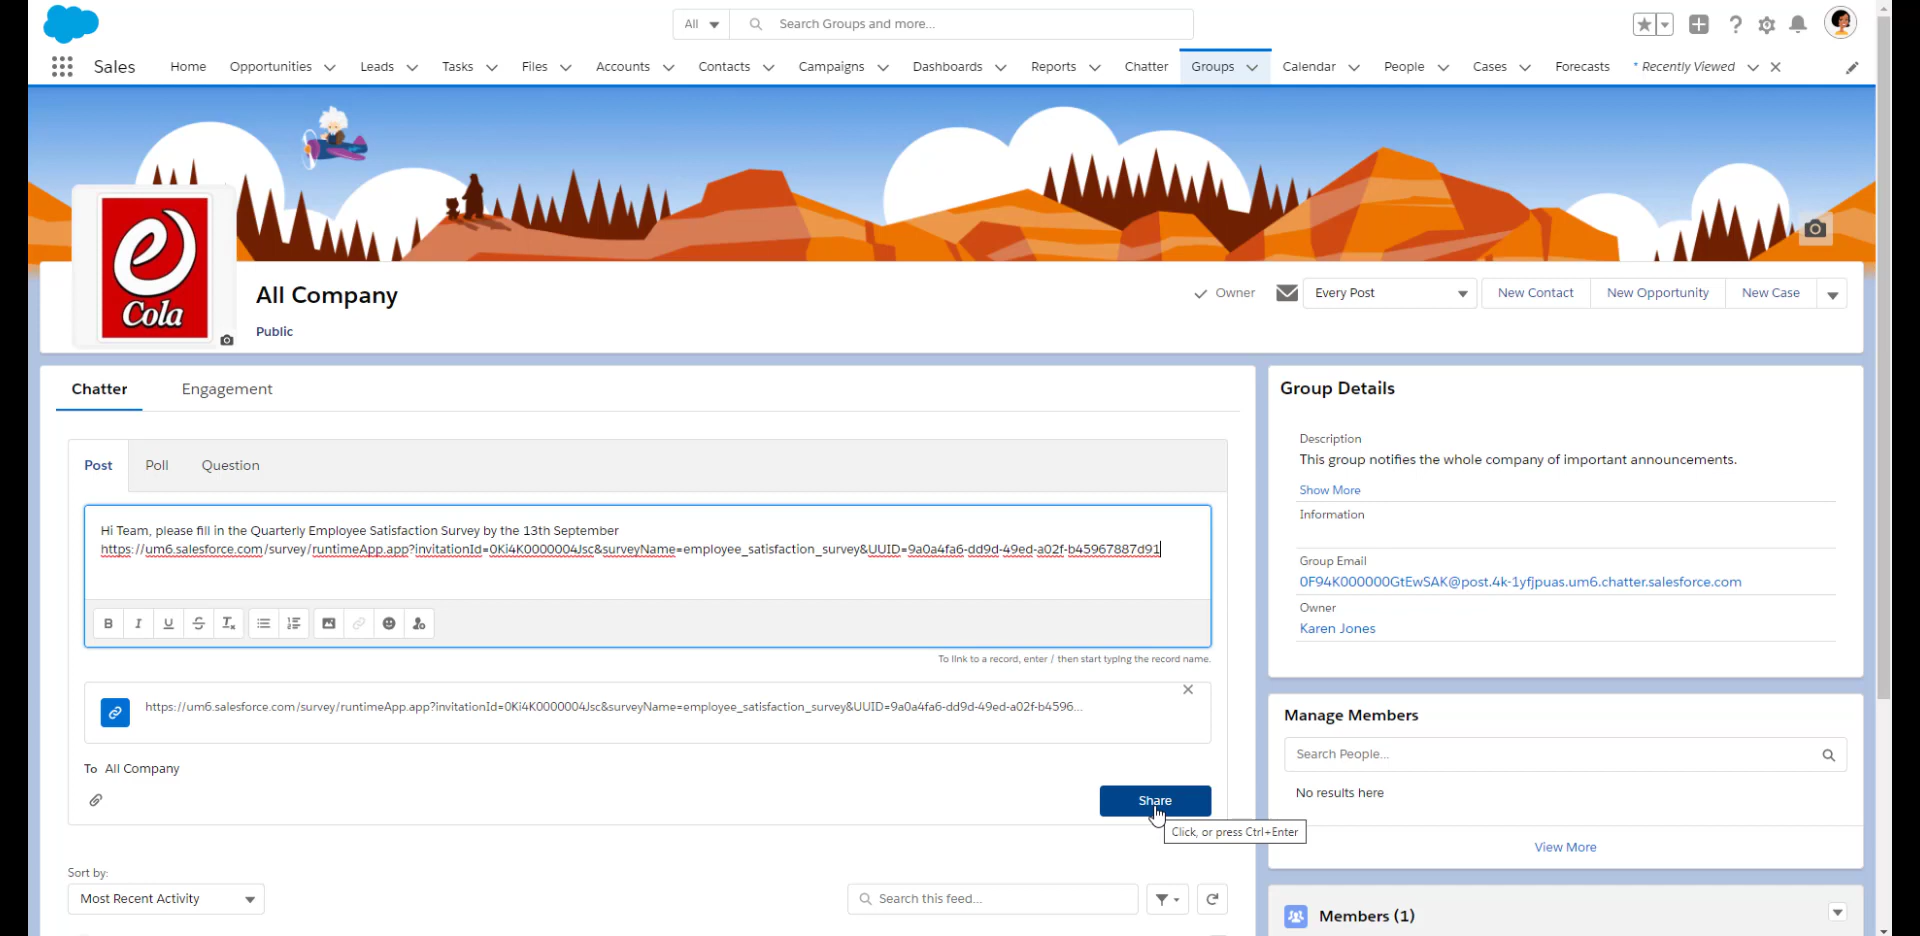 All
Search Groups and more...
Sales
Home
Opportunities
Leads
Tasks
Files
Accounts
Contacts
Campaigns
Dashboards
Reports
Chatter
Groups
Calendar
People
Cases
Forecasts
* Recently Viewed
e
Cola
All Company
Public
Owner
Every Post
New Contact
New Opportunity
New Case
Chatter
Engagement
Post
Poll
Question
Hi Team, please fill in the Quarterly Employee Satisfaction Survey by the 13th September
https://um6.salesforce.com/survey/runtimeApp.app?invitationId=0Ki4K0000004Jsc&surveyName=employee_satisfaction_survey&UUID=9a0a4fa6-dd9d-49ed-a02f-b45967887d91
B
I
U
S
To link to a record, enter / then start typing the record name.
https://um6.salesforce.com/survey/runtimeApp.app?invitationId=0Ki4K0000004Jsc&surveyName=employee_satisfaction_survey&UUID=9a0a4fa6-dd9d-49ed-a02f-b4596...
To All Company
Share
Click, or press Ctrl+Enter
Sort by:
Most Recent Activity
Search this feed...
Group Details
Description
This group notifies the whole company of important announcements.
Show More
Information
Group Email
0F94K000000GtEwSAK@post.4k-1yfjpuas.um6.chatter.salesforce.com
Owner
Karen Jones
Manage Members
Search People...
No results here
View More
Members (1)